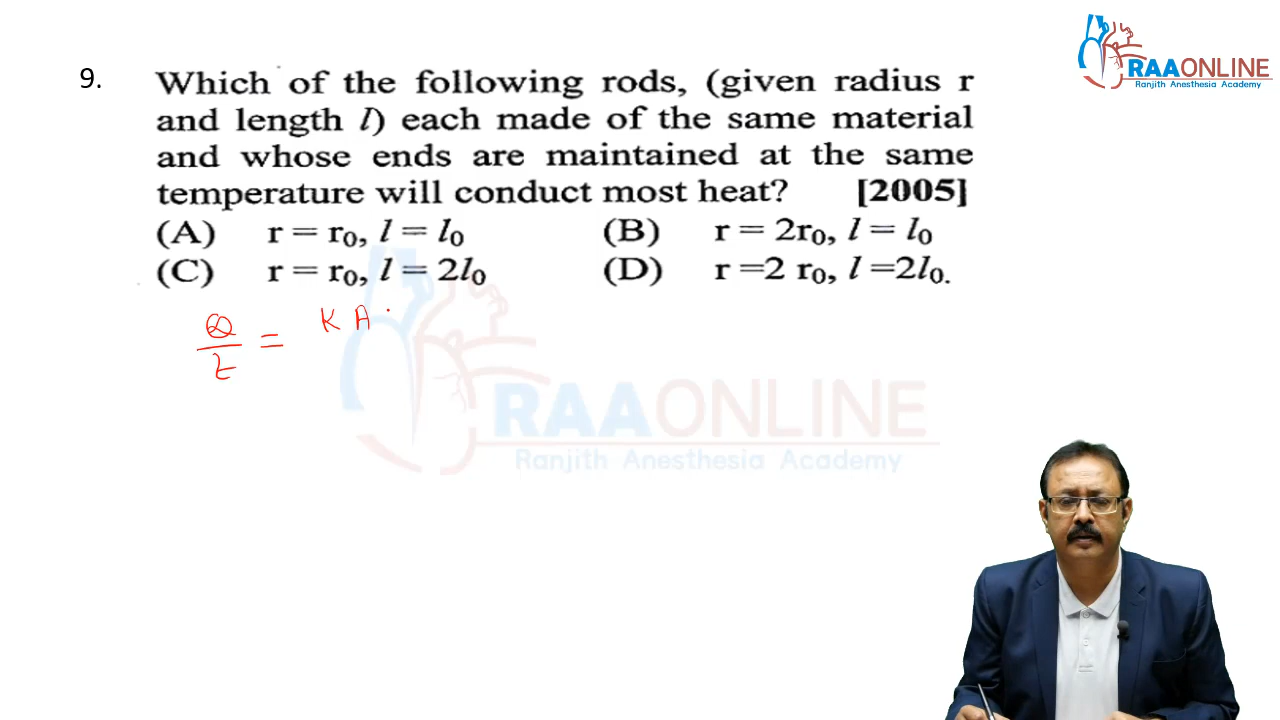 RAAONLINE
Ranjith Anesthesia Academy
9. Which of the following rods, (given radius r
and length l) each made of the same material
and whose ends are maintained at the same
temperature will conduct most heat? [2005]
(A) r = r₀, l = l₀ (B) r = 2r₀, l = l₀
(C) r = r₀, l = 2l₀ (D) r =2 r₀, l =2l₀.
Q/t = K A
RAAONLINE
Ranjith Anesthesia Academy